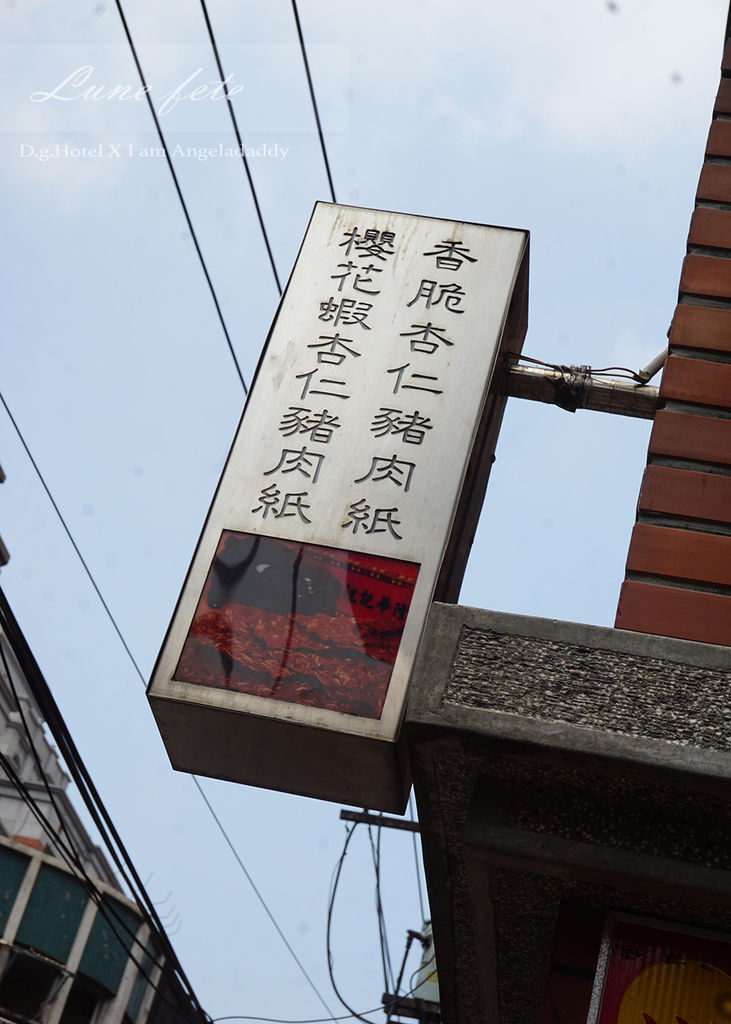 Lune fete
D.g.Hotel X I am Angeladaddy
香脆杏仁豬肉紙
櫻花蝦杏仁豬肉紙